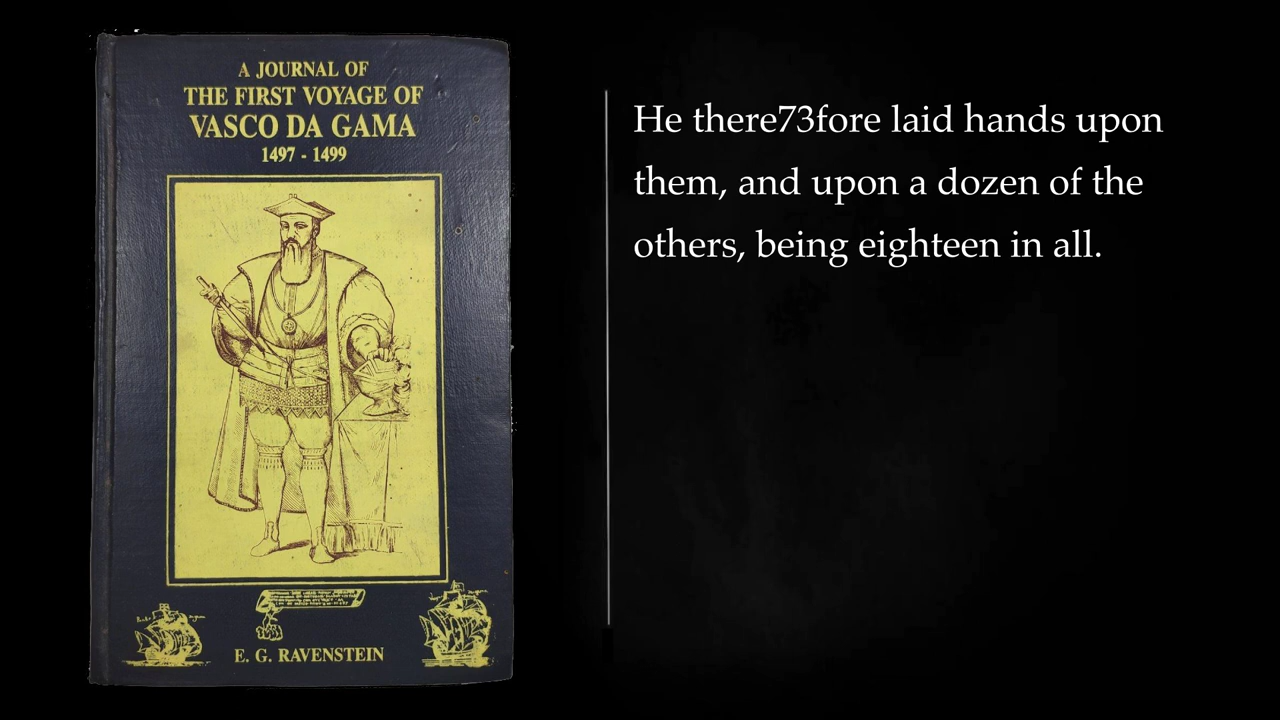 A JOURNAL OF
THE FIRST VOYAGE OF
VASCO DA GAMA
1497 - 1499
E. G. RAVENSTEIN
He there73fore laid hands upon
them, and upon a dozen of the
others, being eighteen in all.